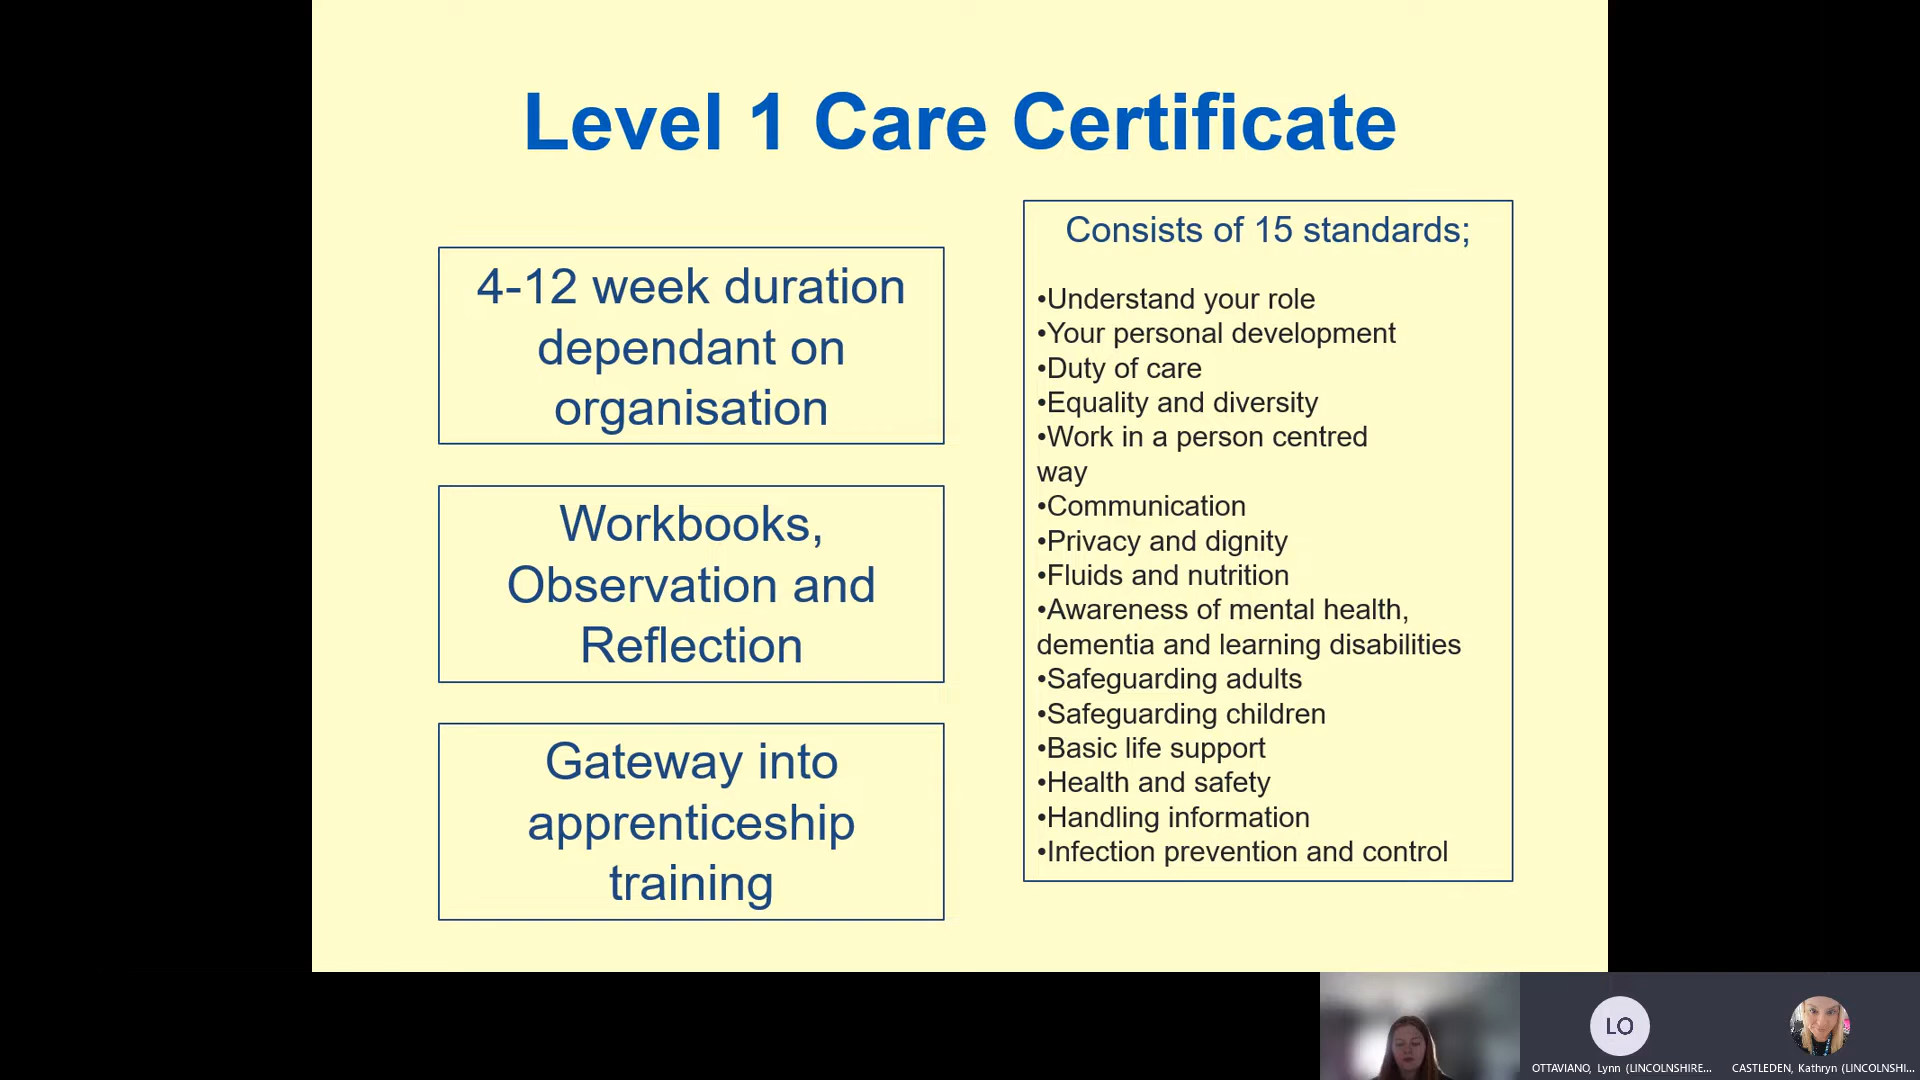 Level 1 Care Certificate
4-12 week duration
dependant on
organisation
Workbooks,
Observation and
Reflection
Gateway into
apprenticeship
training
Consists of 15 standards;
•Understand your role
•Your personal development
•Duty of care
•Equality and diversity
•Work in a person centred
way
•Communication
•Privacy and dignity
•Fluids and nutrition
•Awareness of mental health,
dementia and learning disabilities
•Safeguarding adults
•Safeguarding children
•Basic life support
•Health and safety
•Handling information
•Infection prevention and control
LO
OTTAVIANO, Lynn (LINCOLNSHIRE...
CASTLEDEN, Kathryn (LINCOLNSHI...